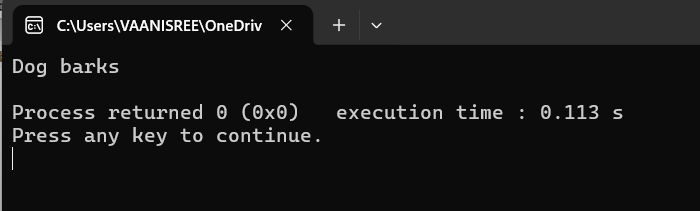 C:\Users\VAANISREE\OneDriv
Dog barks
Process returned 0 (0x0)   execution time : 0.113 s
Press any key to continue.